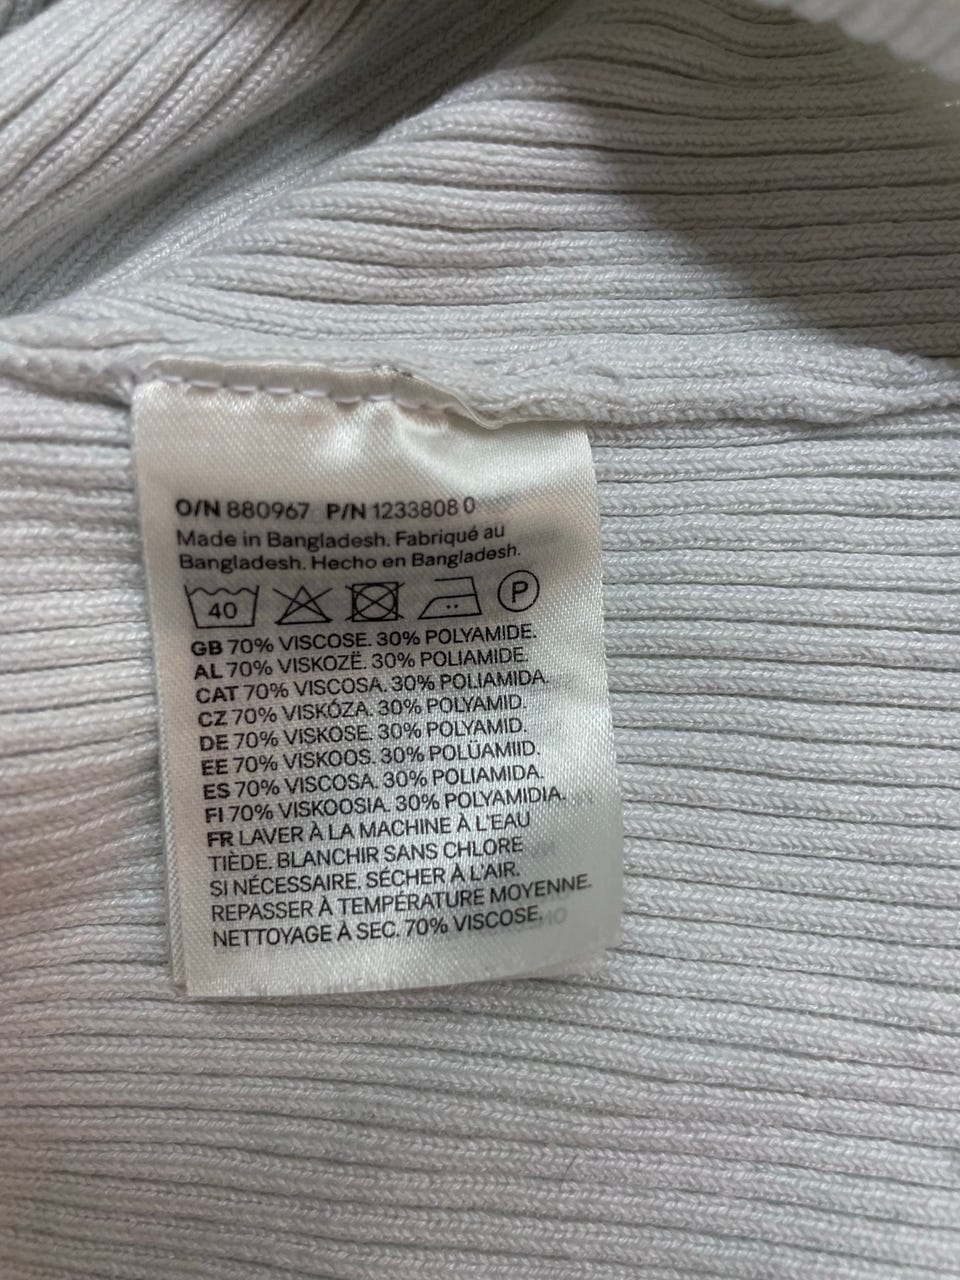 O/N 880967 P/N 1233808 0
Made in Bangladesh. Fabriqué au
Bangladesh. Hecho en Bangladesh.
40 P
GB 70% VISCOSE. 30% POLYAMIDE.
AL 70% VISKOZË. 30% POLIAMIDE.
CAT 70% VISCOSA. 30% POLIAMIDA.
CZ 70% VISKÓZA. 30% POLYAMID.
DE 70% VISKOSE. 30% POLYAMID.
EE 70% VISKOOS. 30% POLÜAMIID.
ES 70% VISCOSA. 30% POLIAMIDA.
FI 70% VISKOOSIA. 30% POLYAMIDIA.
FR LAVER À LA MACHINE À L'EAU
TIÈDE. BLANCHIR SANS CHLORE
SI NÉCESSAIRE. SÉCHER À L'AIR.
REPASSER À TEMPÉRATURE MOYENNE.
NETTOYAGE À SEC. 70% VISCOSE.